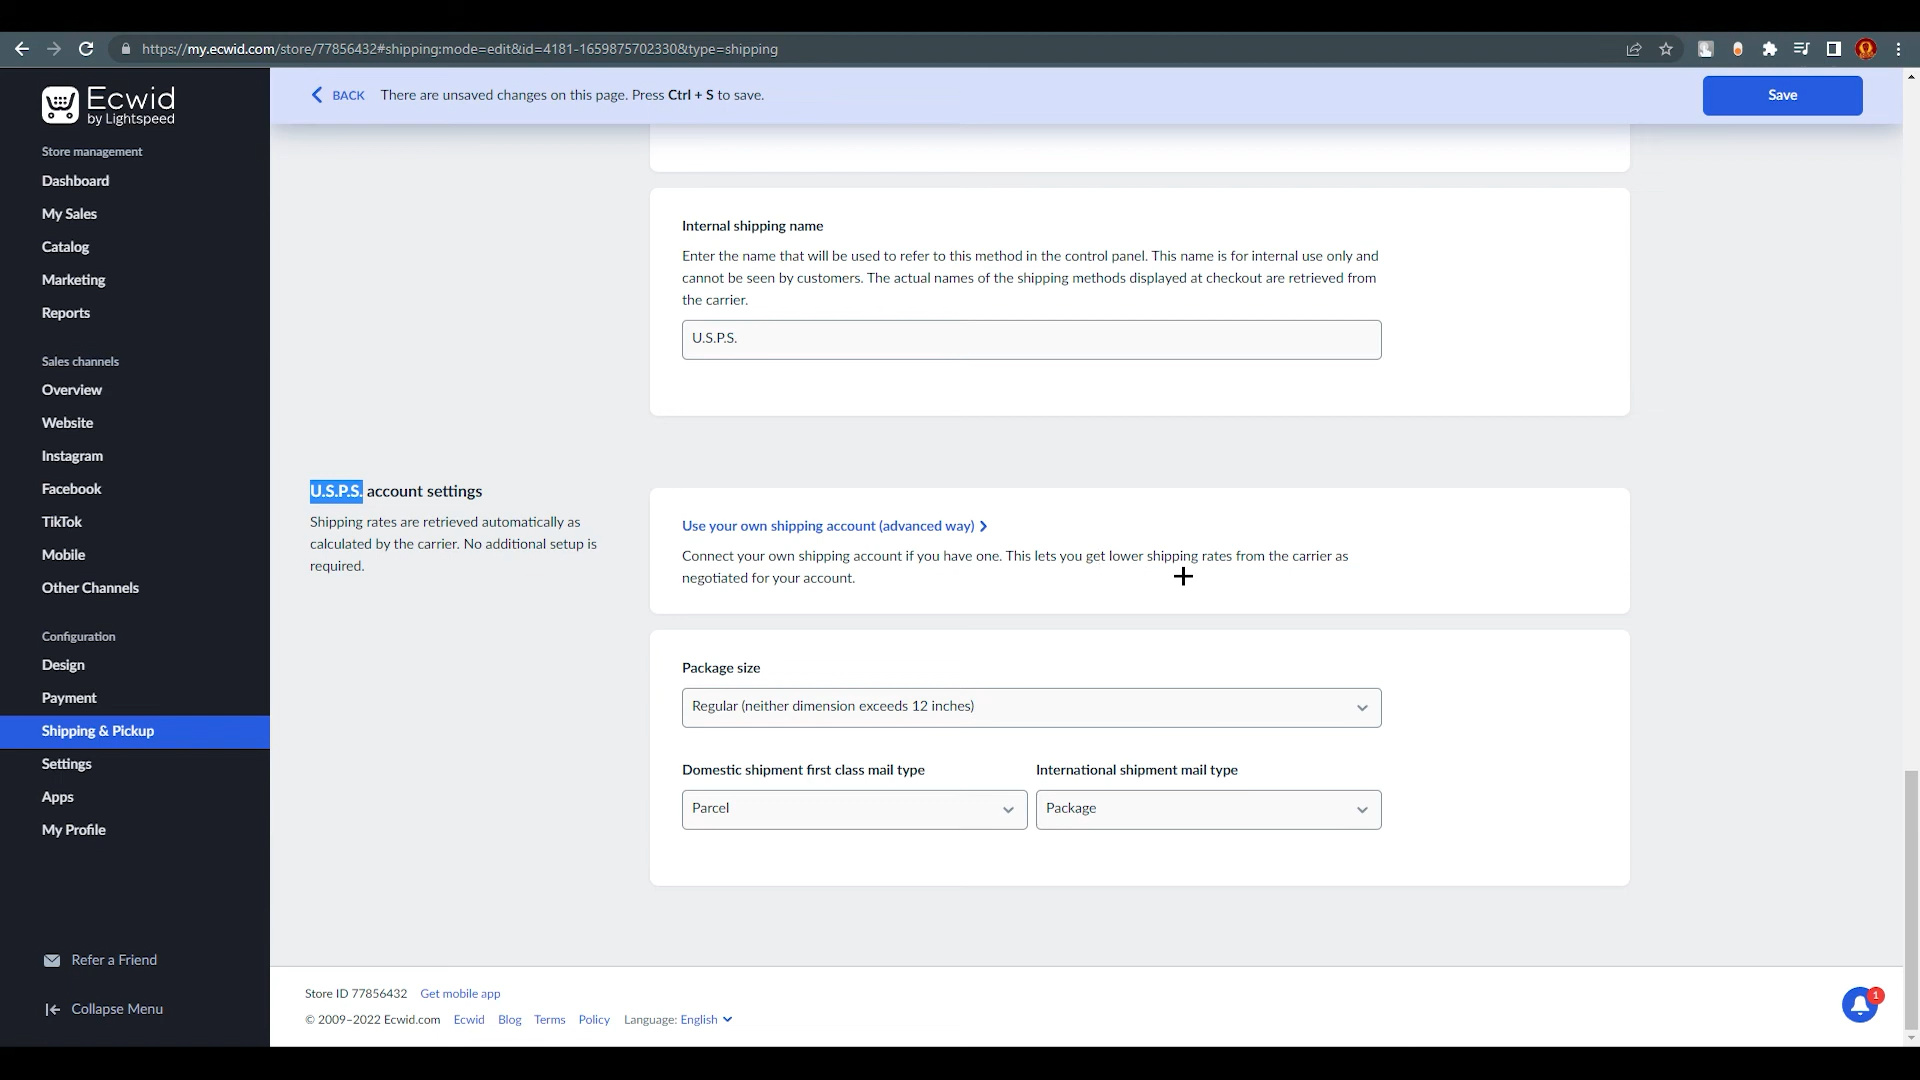 https://my.ecwid.com/store/77856432#shipping:mode=edit&id=4181-1659875702330&type=shipping
Ecwid
by Lightspeed
BACK There are unsaved changes on this page. Press Ctrl + S to save.
Save
Store management
Dashboard
My Sales
Catalog
Marketing
Reports
Sales channels
Overview
Website
Instagram
Facebook
TikTok
Mobile
Other Channels
Configuration
Design
Payment
Shipping & Pickup
Settings
Apps
My Profile
Refer a Friend
Collapse Menu
Internal shipping name
Enter the name that will be used to refer to this method in the control panel. This name is for internal use only and
cannot be seen by customers. The actual names of the shipping methods displayed at checkout are retrieved from
the carrier.
U.S.P.S.
U.S.P.S. account settings
Shipping rates are retrieved automatically as
calculated by the carrier. No additional setup is
required.
Use your own shipping account (advanced way)
Connect your own shipping account if you have one. This lets you get lower shipping rates from the carrier as
negotiated for your account.
Package size
Regular (neither dimension exceeds 12 inches)
Domestic shipment first class mail type
Parcel
International shipment mail type
Package
Store ID 77856432 Get mobile app
© 2009–2022 Ecwid.com Ecwid Blog Terms Policy Language: English
1